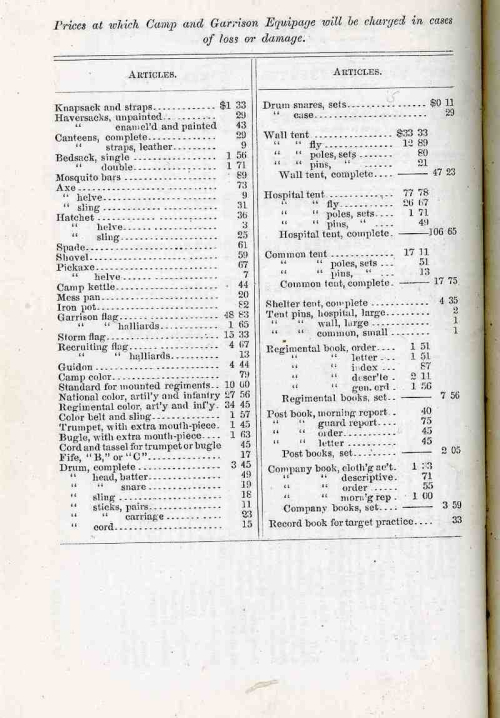 Prices at which Camp and Garrison Equipage will be charged in cases
of loss or damage.
ARTICLES.
Knapsack and straps............ $1 33
Haversacks, unpainted.. ........ 29
“ enamel'd and painted 43
Canteens, complete............ 29
“ straps, leather......... 9
Bedsack, single ............. 1 56
“ double............. 1 71
Mosquito bars ................ 89
Axe ........................ 73
“ helve.................... 9
“ sling .................... 31
Hatchet .................... 36
“ helve.................. 3
“ sling.................. 25
Spade........................ 61
Shovel....................... 59
Pickaxe ..................... 67
“ helve .................. 7
Camp kettle.................. 44
Mess pan.................... 20
Iron pot..................... 82
Garrison flag................ 48 83
“ “ halliards........ 1 65
Storm flag.................. 15 33
Recruiting flag.............. 4 67
“ “ halliards...... 13
Guidon ..................... 4 44
Camp color................... 79
Standard for mounted regiments.. 10 00
National color, artil'y and infantry 27 56
Regimental color, art'y and inf'y. 34 45
Color belt and sling............ 1 57
Trumpet, with extra mouth-piece. 1 45
Bugle, with extra mouth-piece.... 1 63
Cord and tassel for trumpet or bugle 45
Fife, "B," or "C".............. 17
Drum, complete ............... 3 45
“ head, batter............ 49
“ “ snare ............ 19
“ sling .................. 18
“ sticks, pairs............ 11
“ “ carriage ........ 23
“ cord................... 15
ARTICLES.
Drum snares, sets................ $0 11
“ case........................ 29
Wall tent ............ $33 33
“ “ fly ........... 12 89
“ “ poles, sets ....... 80
“ “ pins, “ ........ 21
Wall tent, complete.... —— 47 23
Hospital tent............ 77 78
“ “ fly.......... 26 67
“ “ poles, sets.... 1 71
“ “ pins, “ .... 49
Hospital tent, complete. ——106 65
Common tent ............ 17 11
“ “ poles, sets .... 51
“ “ pins, “ .... 13
Common tent, complete. —— 17 75
Shelter tent, complete ........... 4 35
Tent pins, hospital, large.......... 2
“ “ wall, large ............ 1
“ “ common, small ........ 1
Regimental book, order..... 1 51
“ “ letter ... 1 51
“ “ index ... 87
“ “ descr'te . 2 11
“ “ gen. ord . 1 56
Regimental books, set... —— 7 56
Post book, morning report .. 40
“ “ guard report.... 75
“ “ order......... 45
“ “ letter ........ 45
Post books, set......... —— 2 05
Company book, cloth'g ac't. 1 33
“ “ descriptive. 71
“ “ order ..... 55
“ “ morn'g rep . 1 00
Company books, set.... —— 3 59
Record book for target practice.... 33